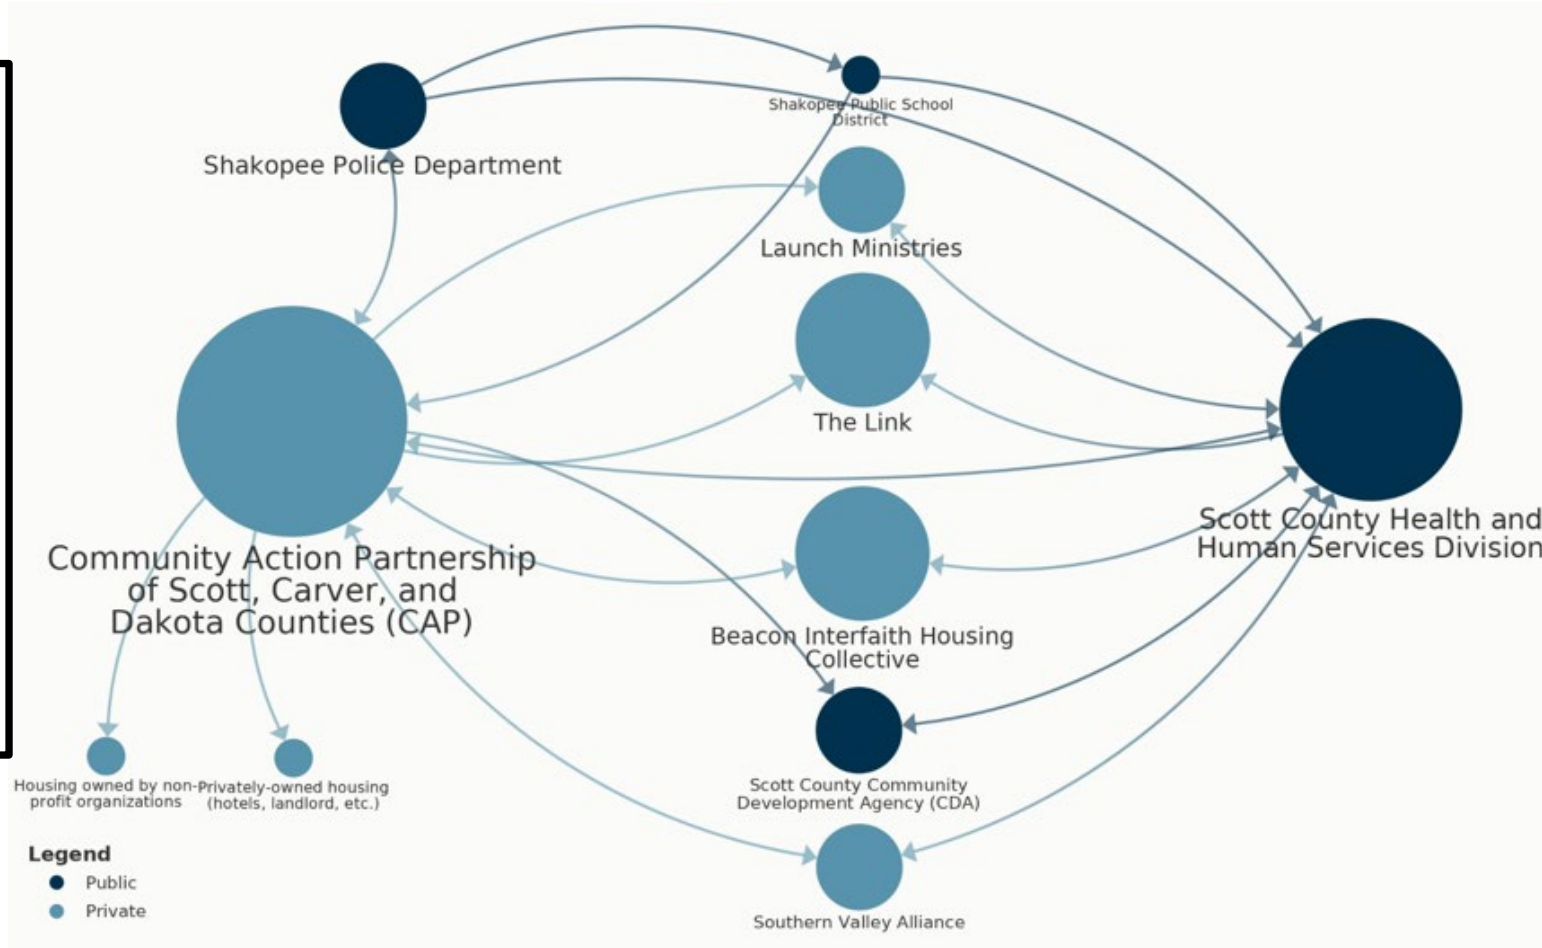 Shakopee Public School
District
Shakopee Police Department
Launch Ministries
The Link
Scott County Health and
Human Services Division
Community Action Partnership
of Scott, Carver, and
Dakota Counties (CAP)
Beacon Interfaith Housing
Collective
Housing owned by non-
profit organizations
Privately-owned housing
(hotels, landlord, etc.)
Scott County Community
Development Agency (CDA)
Legend
Public
Private
Southern Valley Alliance